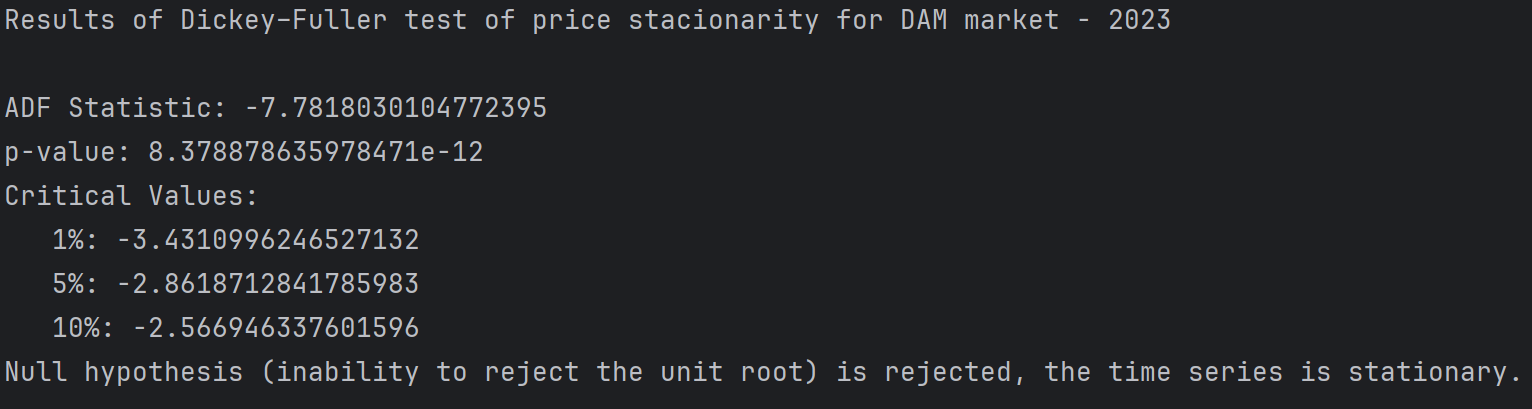 Results of Dickey–Fuller test of price stacionarity for DAM market - 2023
ADF Statistic: -7.7818030104772395
p-value: 8.378878635978471e-12
Critical Values:
1%: -3.4310996246527132
5%: -2.8618712841785983
10%: -2.566946337601596
Null hypothesis (inability to reject the unit root) is rejected, the time series is stationary.